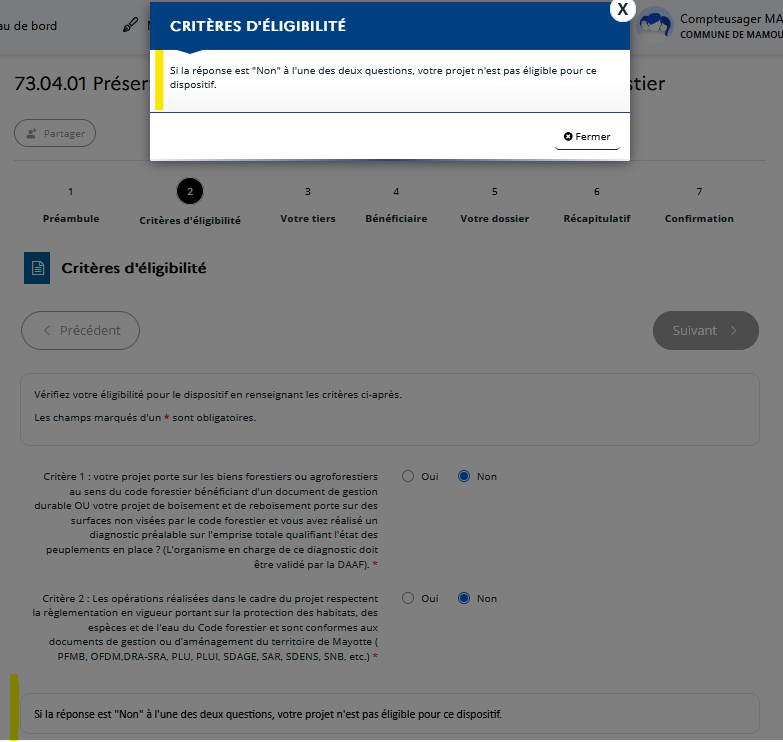 au de bord
CRITÈRES D'ÉLIGIBILITÉ
X
Compteusager MA
COMMUNE DE MAMOU
Si la réponse est "Non" à l'une des deux questions, votre projet n'est pas éligible pour ce
dispositif.
73.04.01 Préser
stier
Partager
Fermer
1
2
3
4
5
6
7
Préambule
Critères d'éligibilité
Votre tiers
Bénéficiaire
Votre dossier
Récapitulatif
Confirmation
Critères d'éligibilité
Précédent
Suivant
Vérifiez votre éligibilité pour le dispositif en renseignant les critères ci-après.
Les champs marqués d'un * sont obligatoires.
Critère 1 : votre projet porte sur les biens forestiers ou agroforestiers
au sens du code forestier bénéficiant d'un document de gestion
durable OU votre projet de boisement et de reboisement porte sur des
surfaces non visées par le code forestier et vous avez réalisé un
diagnostic préalable sur l'emprise totale qualifiant l'état des
peuplements en place ? (L'organisme en charge de ce diagnostic doit
être validé par la DAAF). *
Oui
Non
Critère 2 : Les opérations réalisées dans le cadre du projet respectent
la règlementation en vigueur portant sur la protection des habitats, des
espèces et de l'eau du Code forestier et sont conformes aux
documents de gestion ou d'aménagement du territoire de Mayotte (
PFMB, OFDM,DRA-SRA, PLU, PLUI, SDAGE, SAR, SDENS, SNB, etc.) *
Oui
Non
Si la réponse est "Non" à l'une des deux questions, votre projet n'est pas éligible pour ce dispositif.